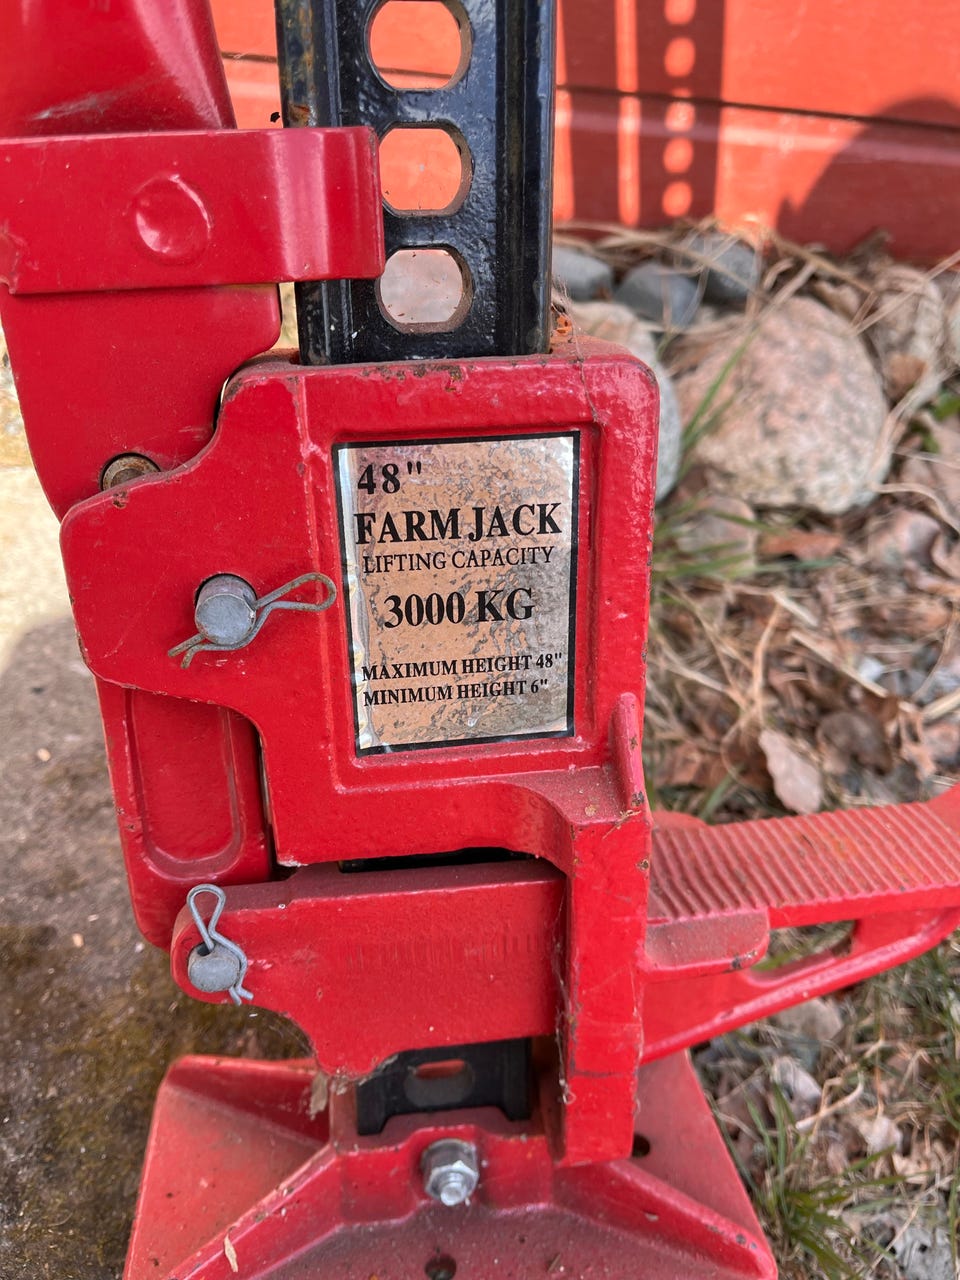 48"
FARM JACK
LIFTING CAPACITY
3000 KG
MAXIMUM HEIGHT 48"
MINIMUM HEIGHT 6"